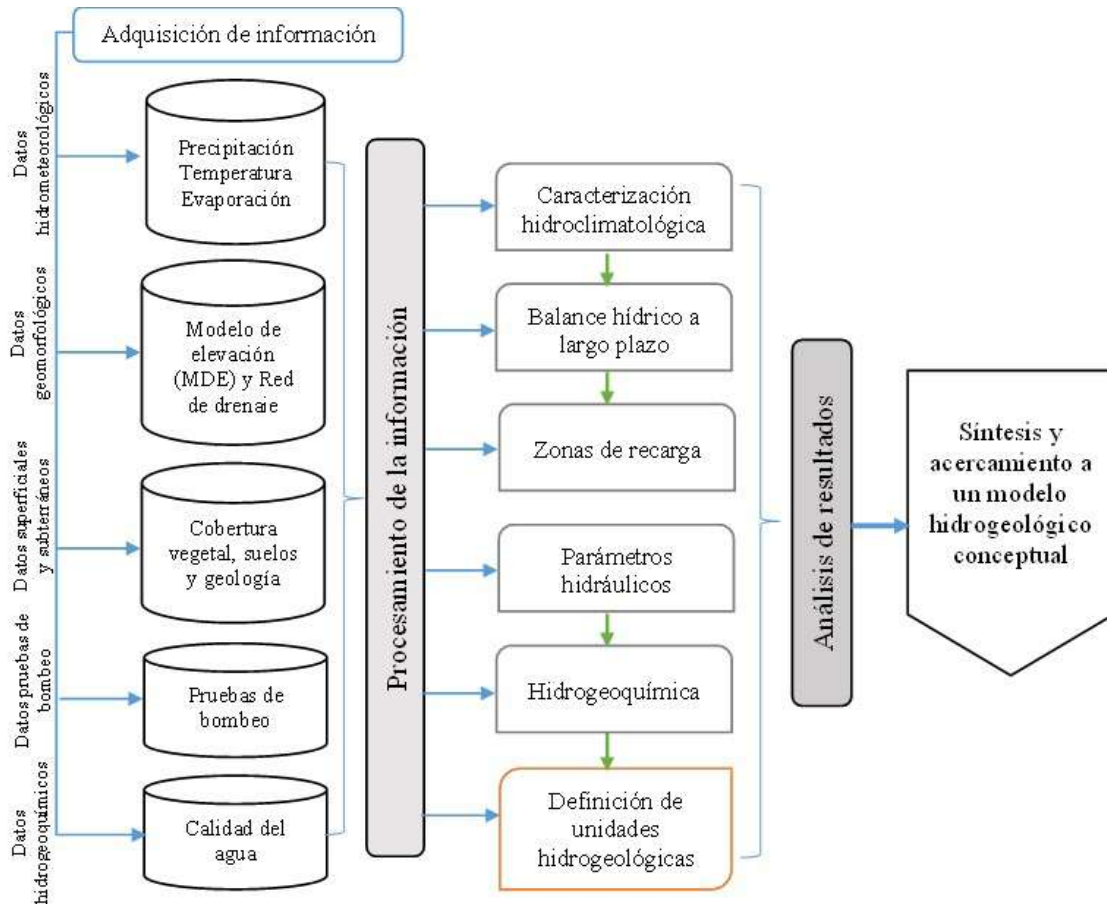 Adquisición de información
Datos
hidrometeorológicos
Precipitación
Temperatura
Evaporación
Datos
geomorfológicos
Modelo de
elevación
(MDE) y Red
de drenaje
Datos superficiales
y subterráneos
Cobertura
vegetal, suelos
y geología
Datos pruebas de
bombeo
Pruebas de
bombeo
Datos
hidrogeoquímicos
Calidad del
agua
Procesamiento de la información
Caracterización
hidroclimatológica
Balance hídrico a
largo plazo
Zonas de recarga
Parámetros
hidráulicos
Hidrogeoquímica
Definición de
unidades
hidrogeológicas
Análisis de resultados
Síntesis y
acercamiento a
un modelo
hidrogeológico
conceptual